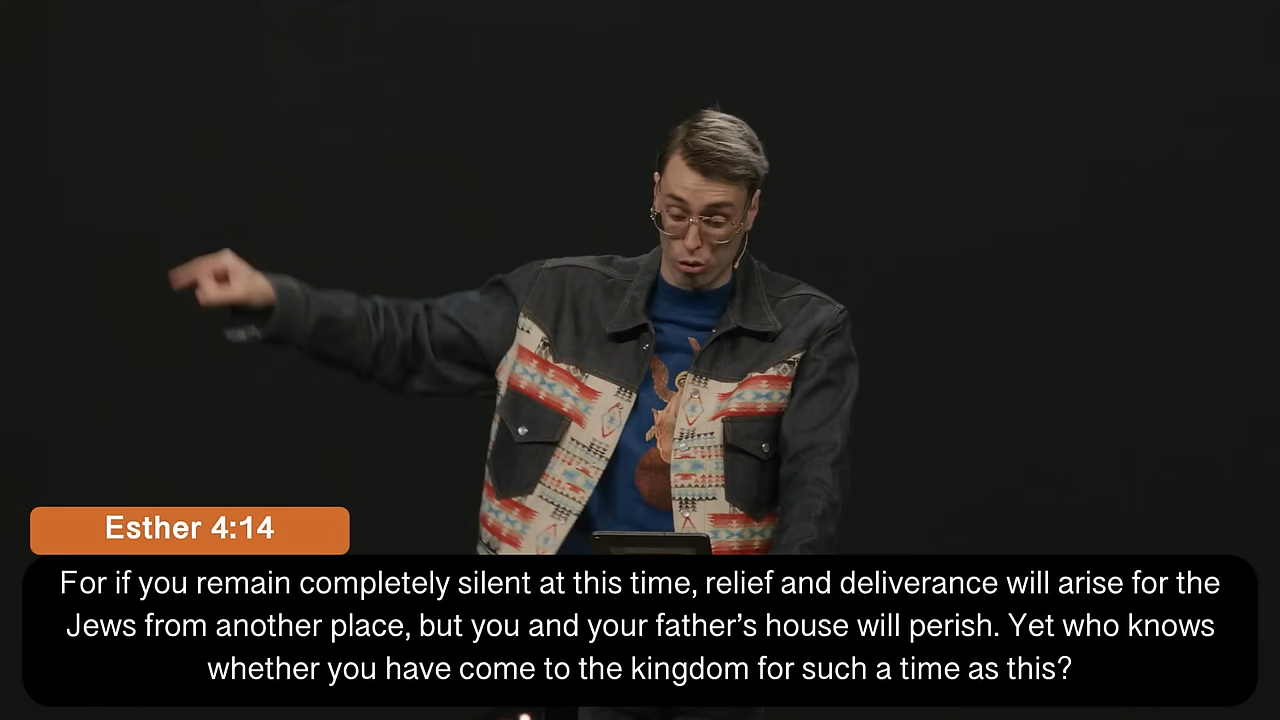 Esther 4:14
For if you remain completely silent at this time, relief and deliverance will arise for the
Jews from another place, but you and your father’s house will perish. Yet who knows
whether you have come to the kingdom for such a time as this?